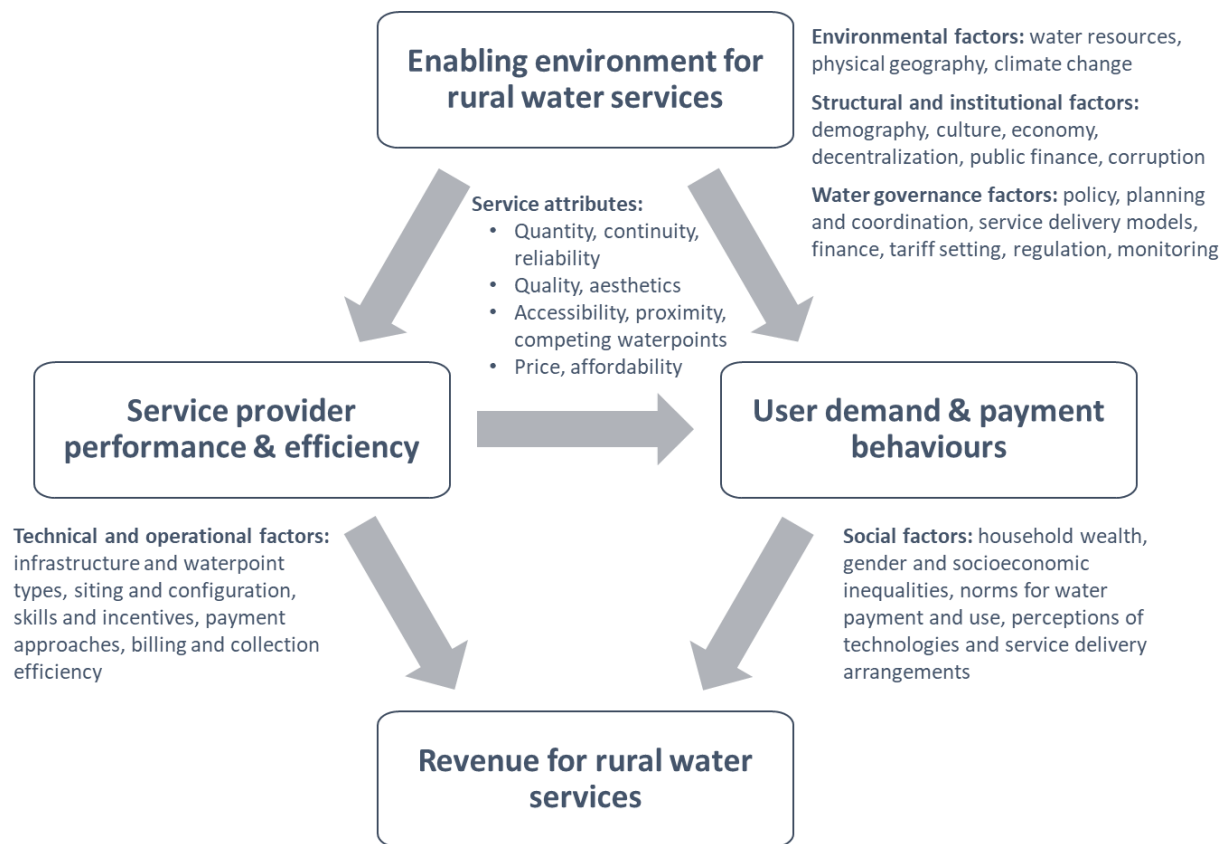 Enabling environment for
rural water services
Environmental factors: water resources,
physical geography, climate change
Structural and institutional factors:
demography, culture, economy,
decentralization, public finance, corruption
Water governance factors: policy, planning
and coordination, service delivery models,
finance, tariff setting, regulation, monitoring
Service attributes:
• Quantity, continuity,
reliability
• Quality, aesthetics
• Accessibility, proximity,
competing waterpoints
• Price, affordability
Service provider
performance & efficiency
User demand & payment
behaviours
Technical and operational factors:
infrastructure and waterpoint
types, siting and configuration,
skills and incentives, payment
approaches, billing and collection
efficiency
Social factors: household wealth,
gender and socioeconomic
inequalities, norms for water
payment and use, perceptions of
technologies and service delivery
arrangements
Revenue for rural water
services